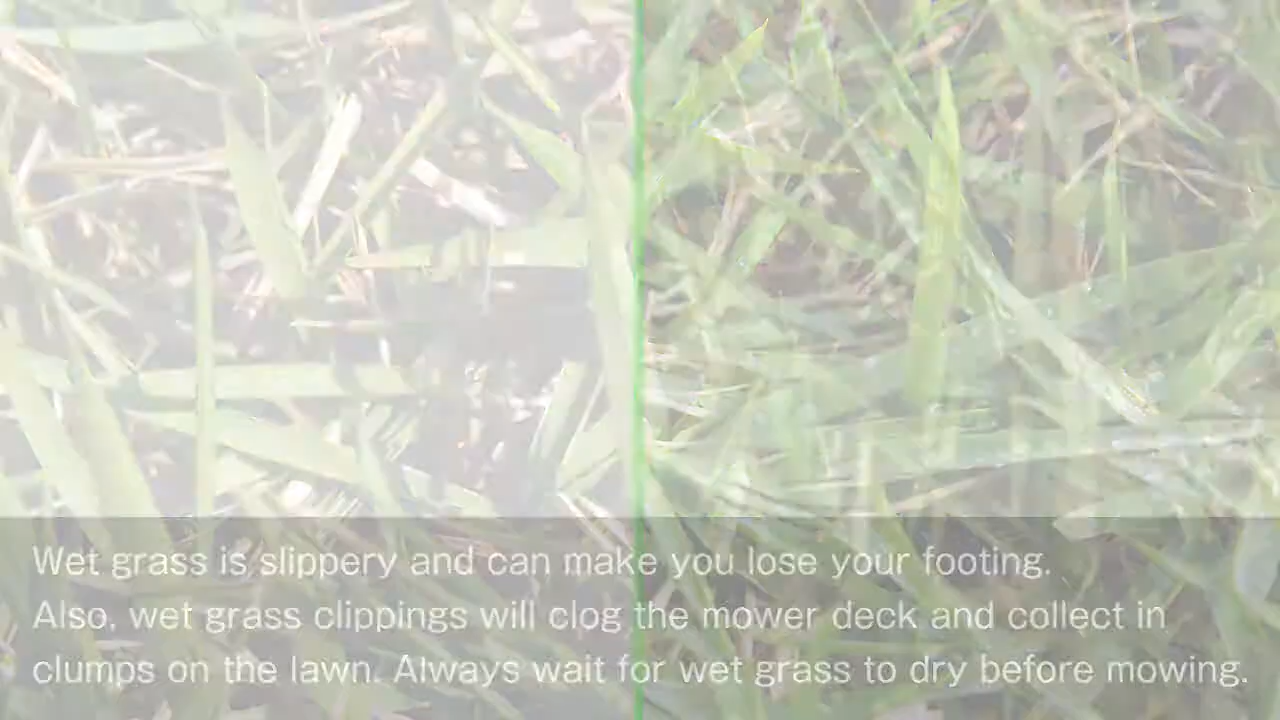 Wet grass is slippery and can make you lose your footing.
Also, wet grass clippings will clog the mower deck and collect in
clumps on the lawn. Always wait for wet grass to dry before mowing.